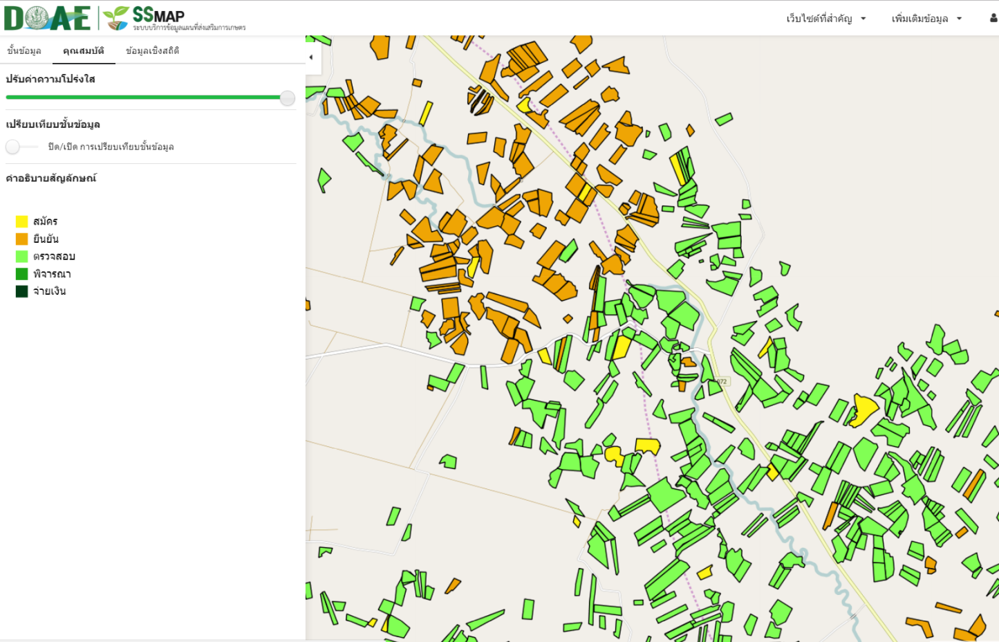 DOAE SSMAP
ระบบบริการข้อมูลแผนที่ส่งเสริมการเกษตร
เว็บไซต์ที่สำคัญ เพิ่มเติมข้อมูล
ชั้นข้อมูล คุณสมบัติ ข้อมูลเชิงสถิติ
ปรับค่าความโปร่งใส
เปรียบเทียบชั้นข้อมูล
ปิด/เปิด การเปรียบเทียบชั้นข้อมูล
คำอธิบายสัญลักษณ์
สมัคร
ยืนยัน
ตรวจสอบ
พิจารณา
จ่ายเงิน